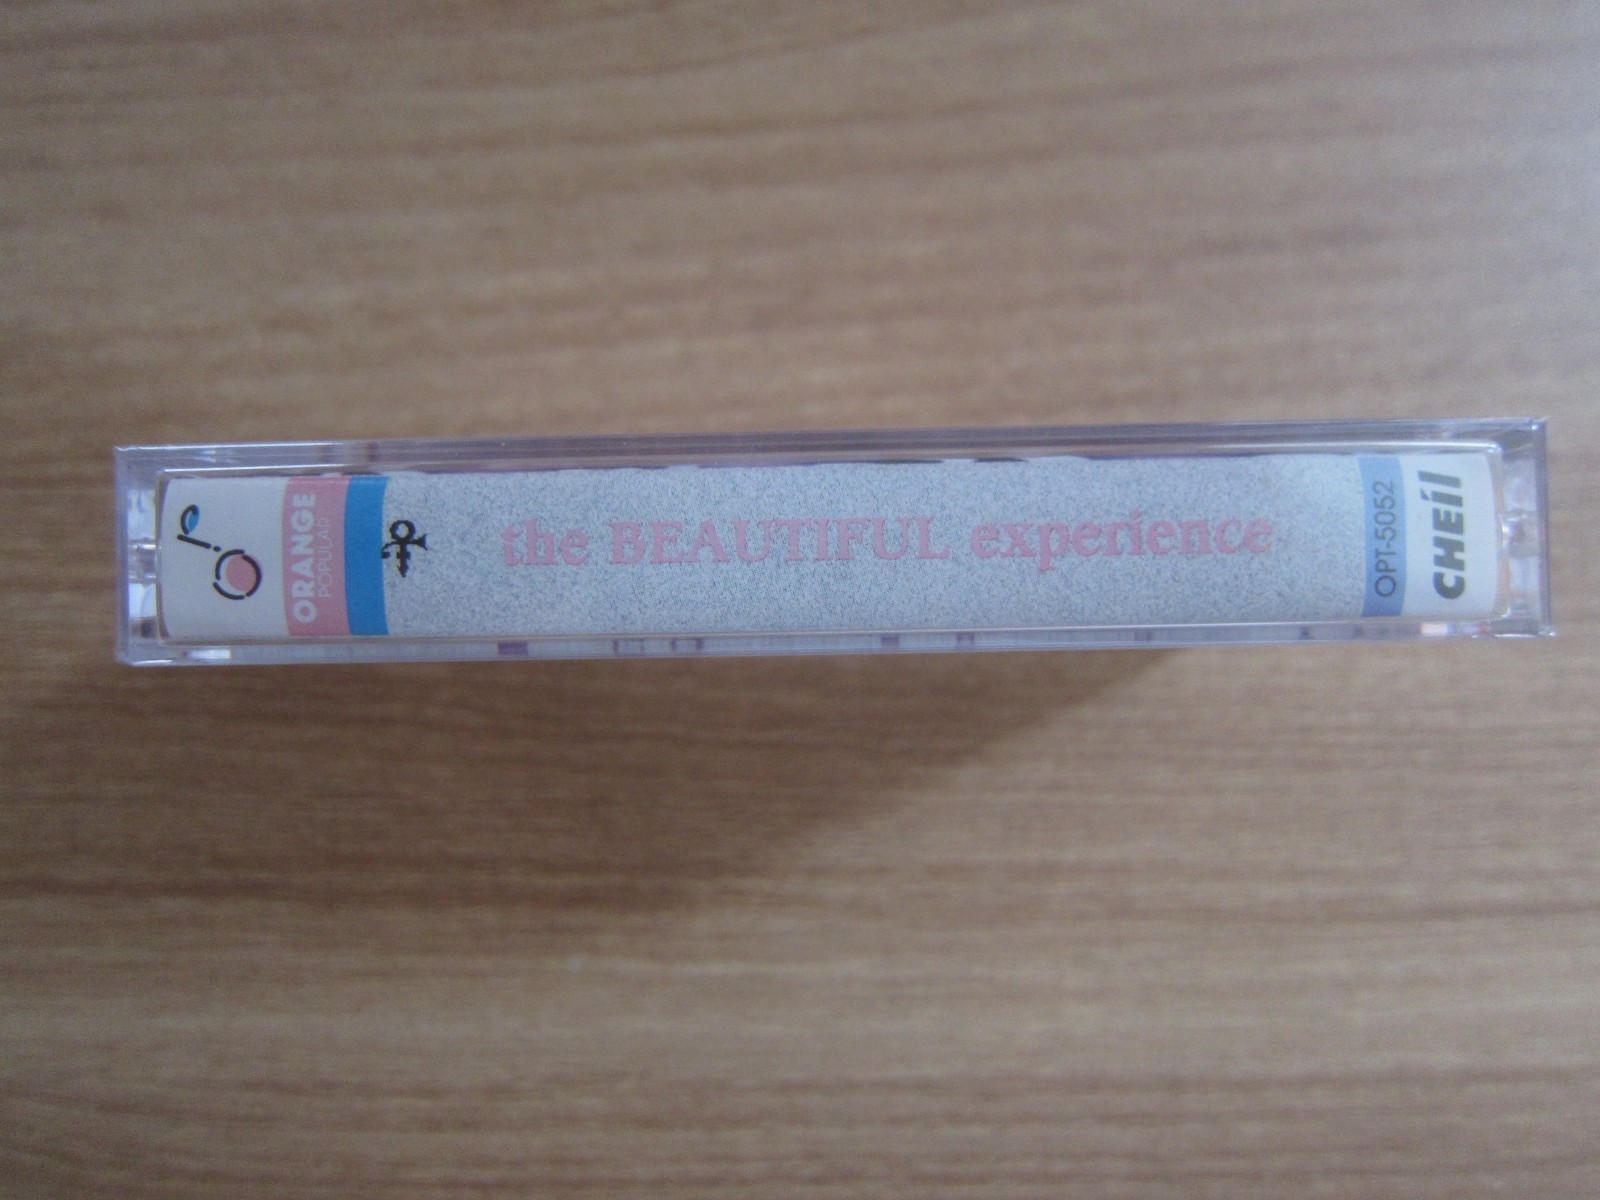 ORANGE
POPULAR
the BEAUTIFUL experience
OPT-5052
CHEil